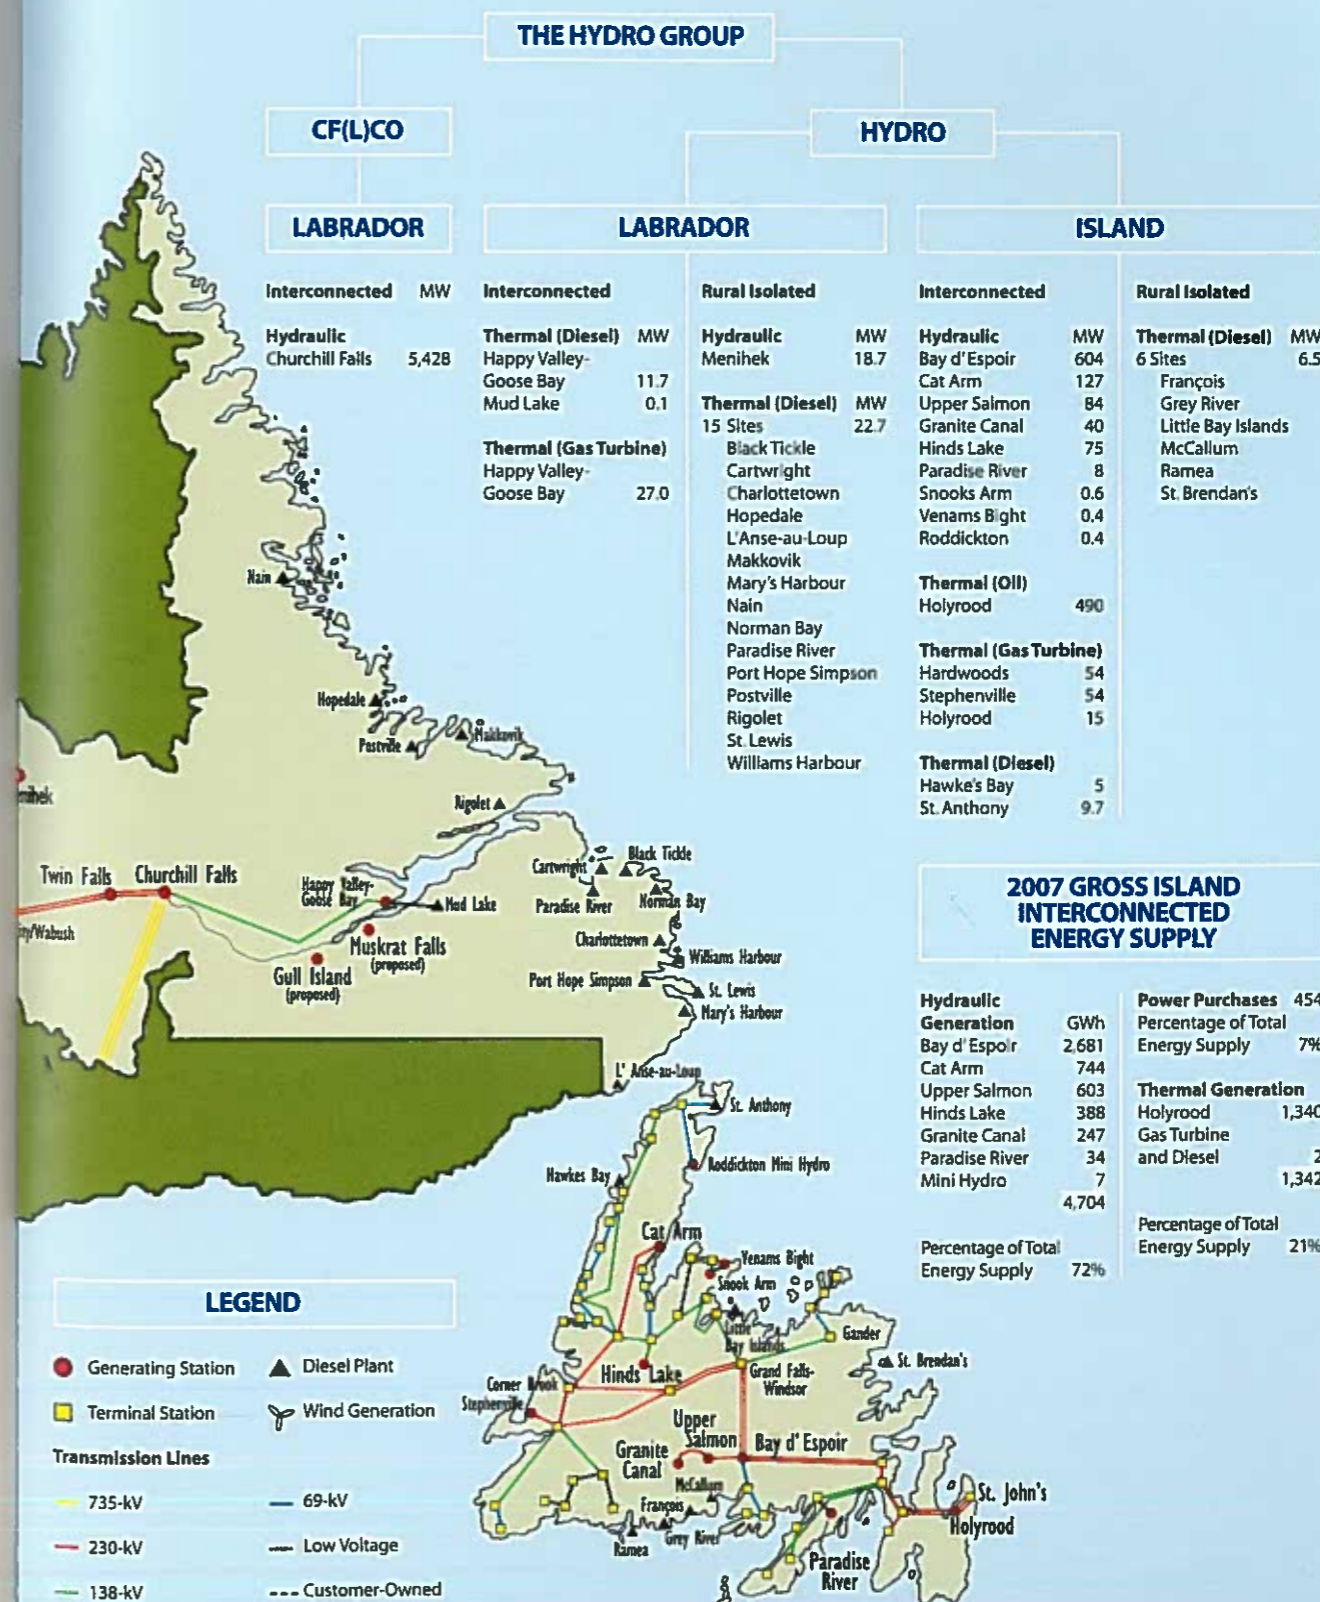 THE HYDRO GROUP
CF(L)CO
HYDRO
LABRADOR
LABRADOR
ISLAND
Interconnected MW
Hydraulic
Churchill Falls 5,428
Interconnected
Thermal (Diesel) MW
Happy Valley-
Goose Bay 11.7
Mud Lake 0.1
Thermal (Gas Turbine)
Happy Valley-
Goose Bay 27.0
Rural Isolated
Hydraulic MW
Menihek 18.7
Thermal (Diesel) MW
15 Sites 22.7
Black Tickle
Cartwright
Charlottetown
Hopedale
L'Anse-au-Loup
Makkovik
Mary's Harbour
Nain
Norman Bay
Paradise River
Port Hope Simpson
Postville
Rigolet
St. Lewis
Williams Harbour
Interconnected
Hydraulic MW
Bay d'Espoir 604
Cat Arm 127
Upper Salmon 84
Granite Canal 40
Hinds Lake 75
Paradise River 8
Snooks Arm 0.6
Venams Bight 0.4
Roddickton 0.4
Thermal (Oil)
Holyrood 490
Thermal (Gas Turbine)
Hardwoods 54
Stephenville 54
Holyrood 15
Thermal (Diesel)
Hawke's Bay 5
St. Anthony 9.7
Rural Isolated
Thermal (Diesel) MW
6 Sites 6.5
François
Grey River
Little Bay Islands
McCallum
Ramea
St. Brendan's
2007 GROSS ISLAND
INTERCONNECTED
ENERGY SUPPLY
Hydraulic
Generation GWh
Bay d'Espoir 2,681
Cat Arm 744
Upper Salmon 603
Hinds Lake 388
Granite Canal 247
Paradise River 34
Mini Hydro 7
4,704
Percentage of Total
Energy Supply 72%
Power Purchases 454
Percentage of Total
Energy Supply 7%
Thermal Generation
Holyrood 1,340
Gas Turbine
and Diesel 2
1,342
Percentage of Total
Energy Supply 21%
Nain
Hopedale
Postville
Makkovik
Rigolet
Twin Falls
Churchill Falls
Happy Valley-
Goose Bay
Mud Lake
Muskrat Falls
(proposed)
Gull Island
(proposed)
/Wabush
Cartwright
Black Tickle
Paradise River
Norman Bay
Charlottetown
Williams Harbour
Port Hope Simpson
St. Lewis
Mary's Harbour
L' Anse-au-Loup
St. Anthony
Roddickton Mini Hydro
Hawkes Bay
Cat Arm
Venams Bight
Snook Arm
Little
Bay Islands
Gander
St. Brendan's
Hinds Lake
Grand Falls-
Windsor
Corner Brook
Stephenville
Upper
Salmon
Bay d' Espoir
Granite
Canal
McCallum
François
Grey River
Ramea
St. John's
Holyrood
Paradise
River
LEGEND
Generating Station
Diesel Plant
Terminal Station
Wind Generation
Transmission Lines
735-kV
69-kV
230-kV
Low Voltage
138-kV
Customer-Owned